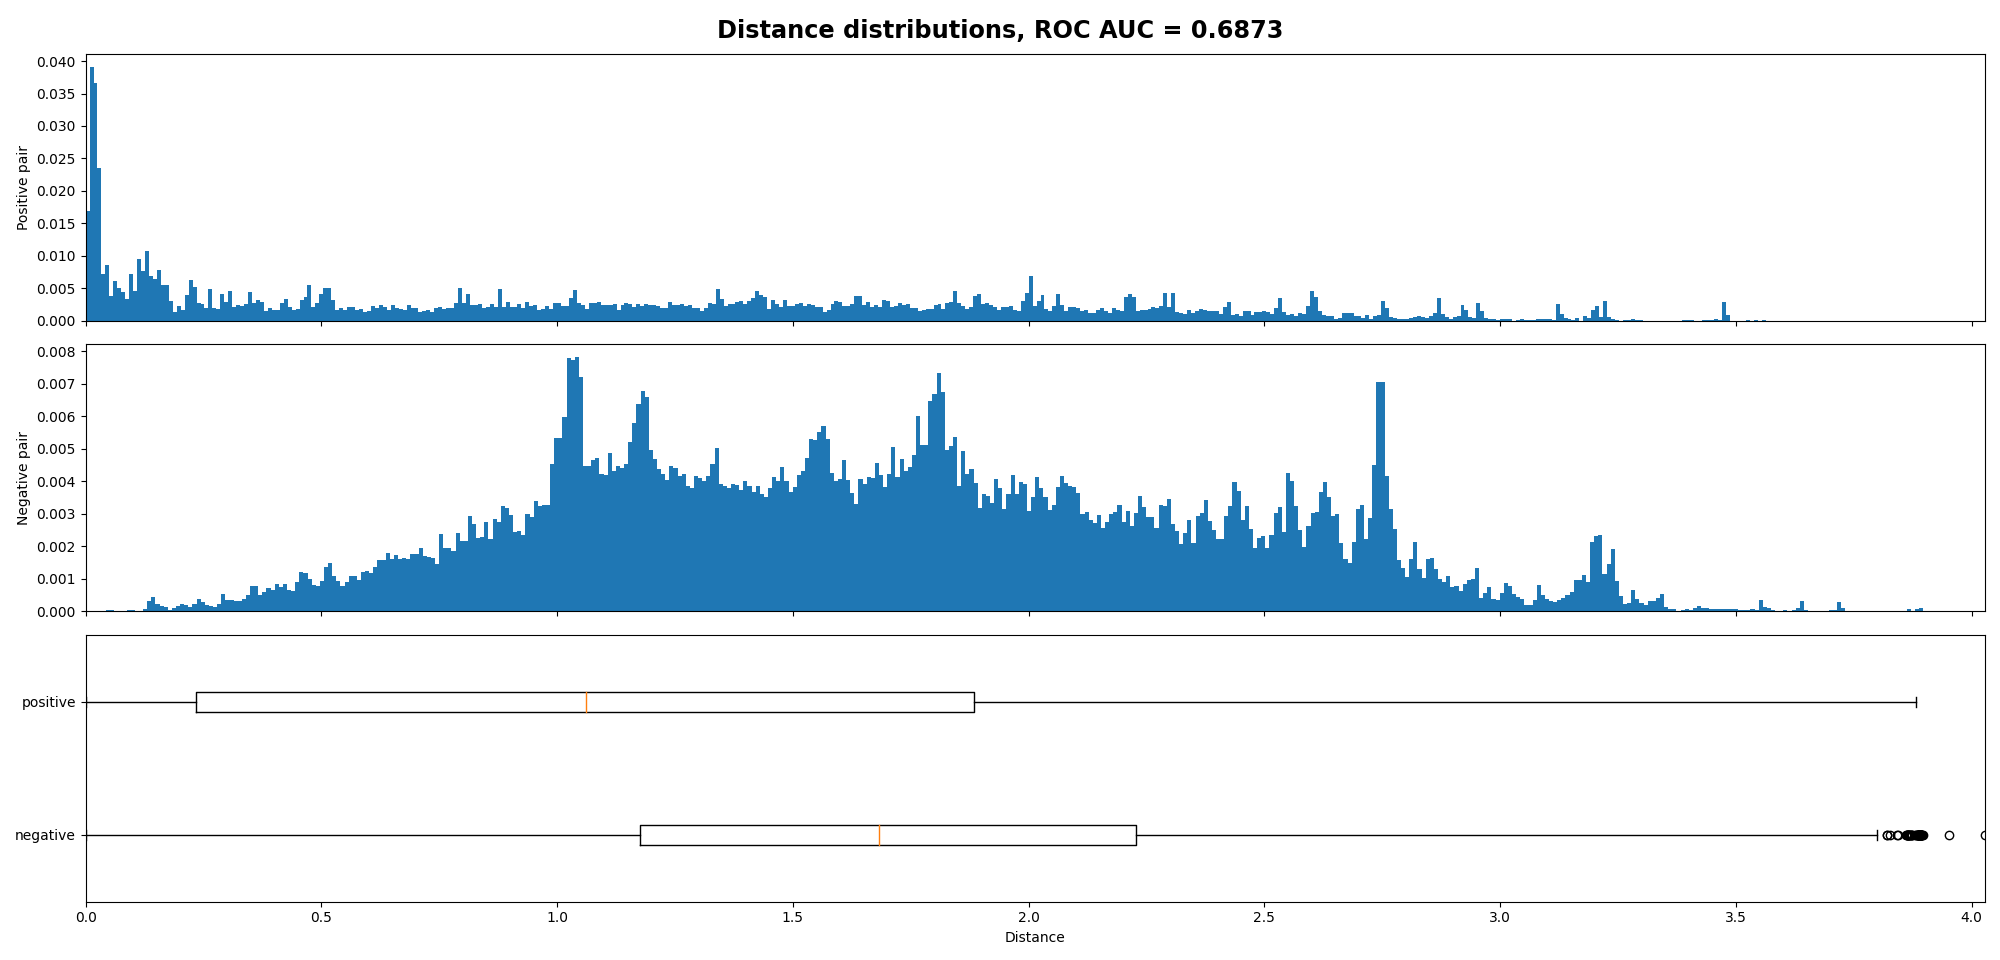 Distance distributions, ROC AUC = 0.6873
0.040
0.035
0.030
0.025
0.020
0.015
0.010
0.005
0.000
Positive pair
0.008
0.007
0.006
0.005
0.004
0.003
0.002
0.001
0.000
Negative pair
positive
negative
0.0 0.5 1.0 1.5 2.0 2.5 3.0 3.5 4.0
Distance